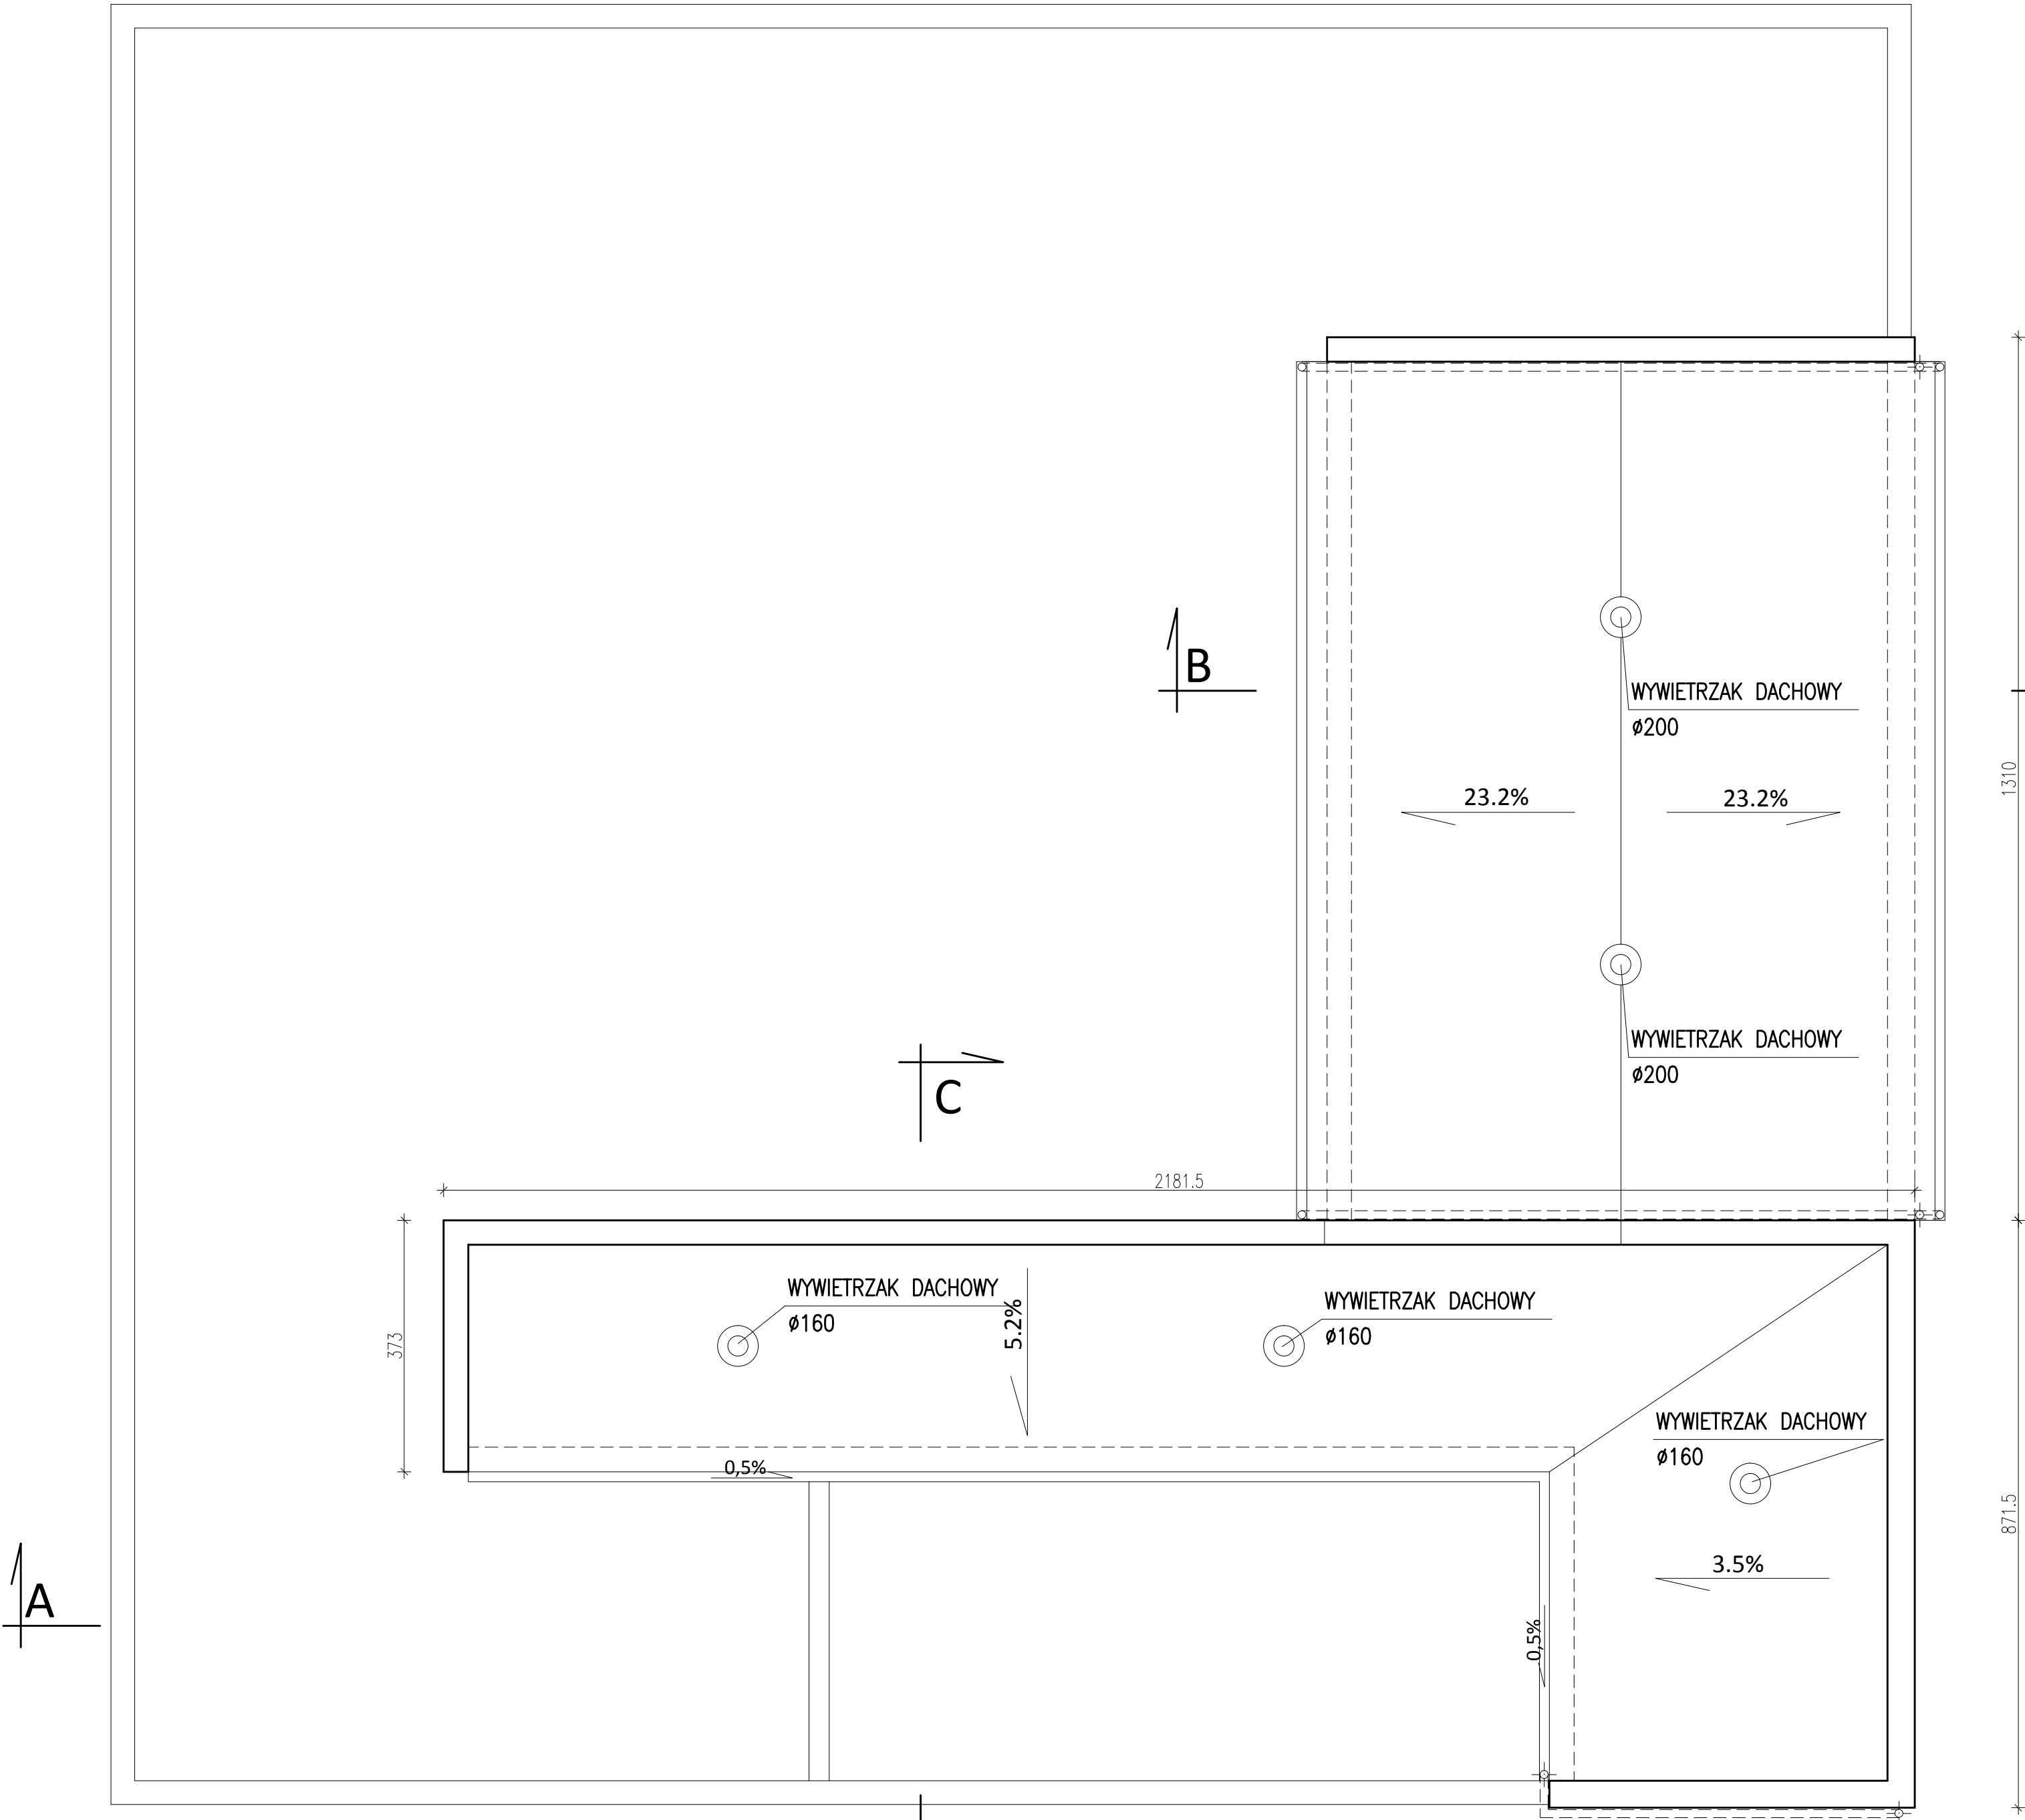 B
WYWIETRZAK DACHOWY
ø200
1310
23.2%
23.2%
WYWIETRZAK DACHOWY
ø200
C
2181.5
WYWIETRZAK DACHOWY
ø160
5.2%
WYWIETRZAK DACHOWY
ø160
373
WYWIETRZAK DACHOWY
ø160
0,5%
871.5
3.5%
A
0,5%